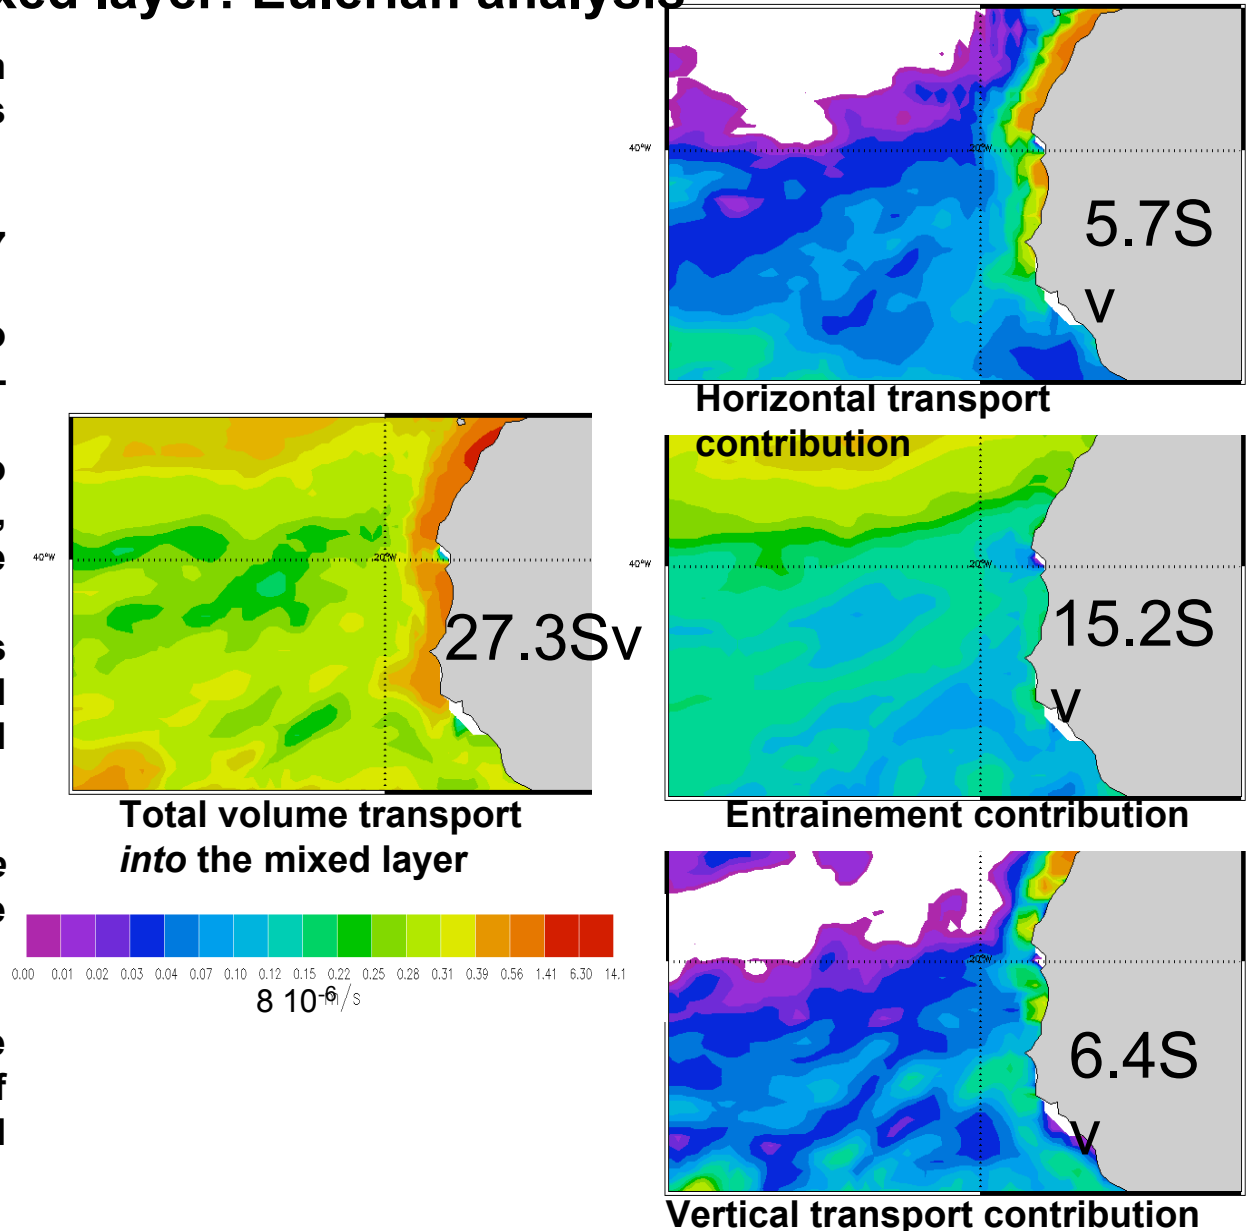 xed layer: Eulerian analysis
5.7S
v
40°W
20°W
Horizontal transport
contribution
40°W
20°W
27.3Sv
Total volume transport
into the mixed layer
40°W
20°W
15.2S
v
Entrainement contribution
0.00 0.01 0.02 0.03 0.04 0.07 0.10 0.12 0.15 0.22 0.25 0.28 0.31 0.39 0.56 1.41 6.30 14.1
8 10-6 m/s
20°W
6.4S
v
Vertical transport contribution